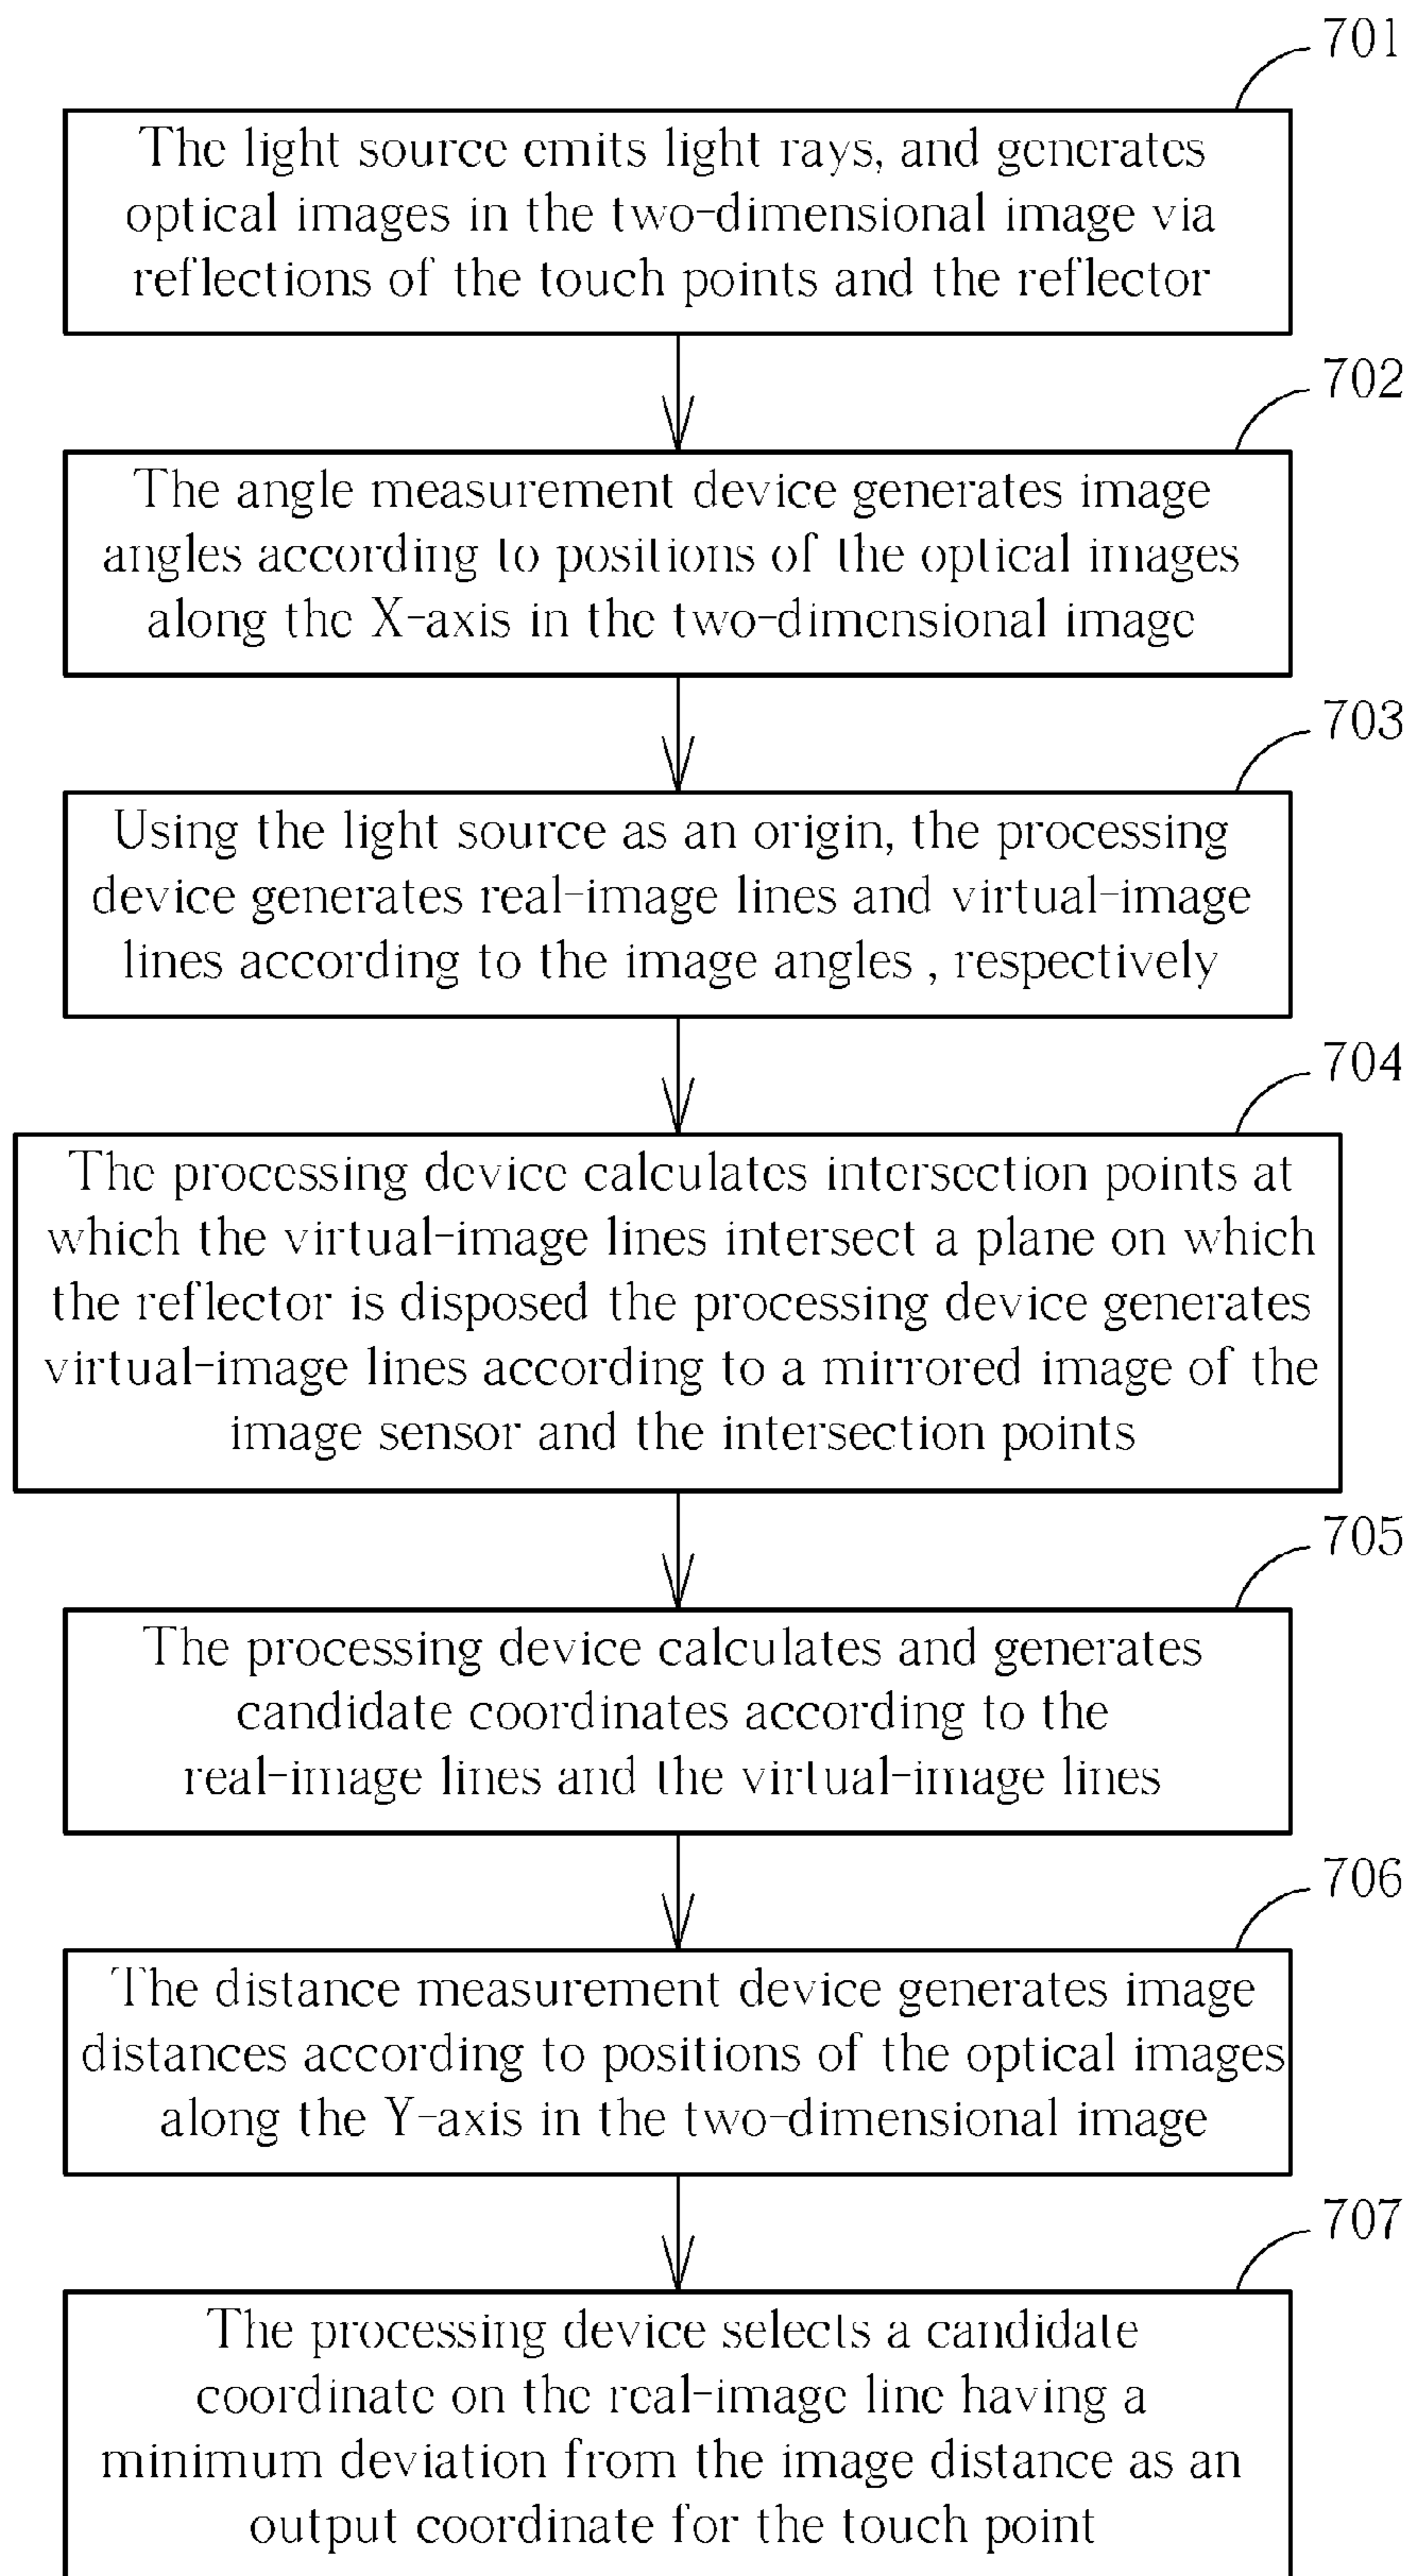 701
The light source emits light rays, and generates
optical images in the two-dimensional image via
reflections of the touch points and the reflector
702
The angle measurement device generates image
angles according to positions of the optical images
along the X-axis in the two-dimensional image
703
Using the light source as an origin, the processing
device generates real-image lines and virtual-image
lines according to the image angles , respectively
704
The processing device calculates intersection points at
which the virtual-image lines intersect a plane on which
the reflector is disposed the processing device generates
virtual-image lines according to a mirrored image of the
image sensor and the intersection points
705
The processing device calculates and generates
candidate coordinates according to the
real-image lines and the virtual-image lines
706
The distance measurement device generates image
distances according to positions of the optical images
along the Y-axis in the two-dimensional image
707
The processing device selects a candidate
coordinate on the real-image line having a
minimum deviation from the image distance as an
output coordinate for the touch point